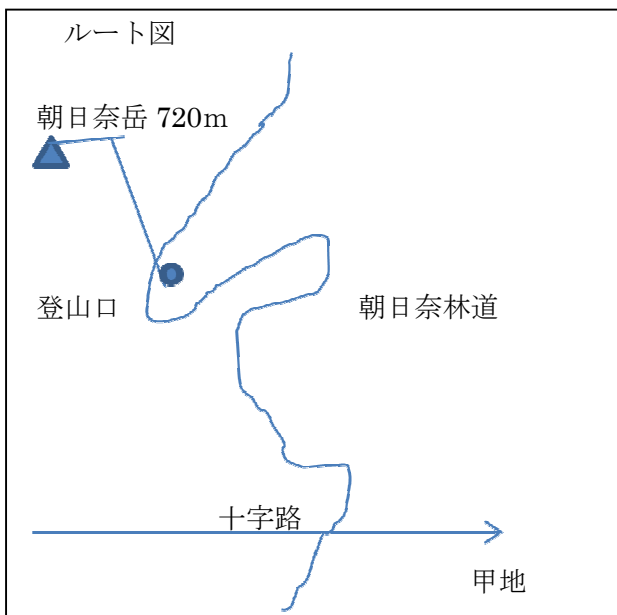 ルート図
朝日奈岳 720m
登山口
朝日奈林道
十字路
甲地